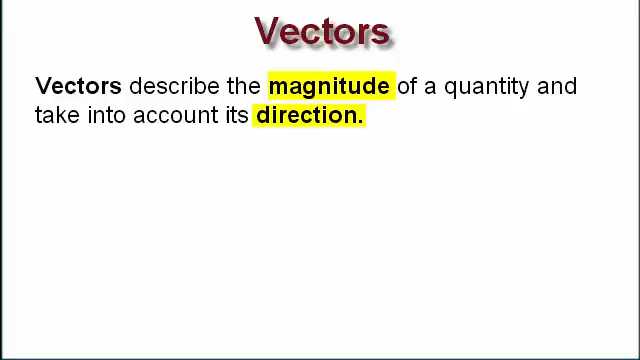 Vectors
Vectors describe the magnitude of a quantity and
take into account its direction.